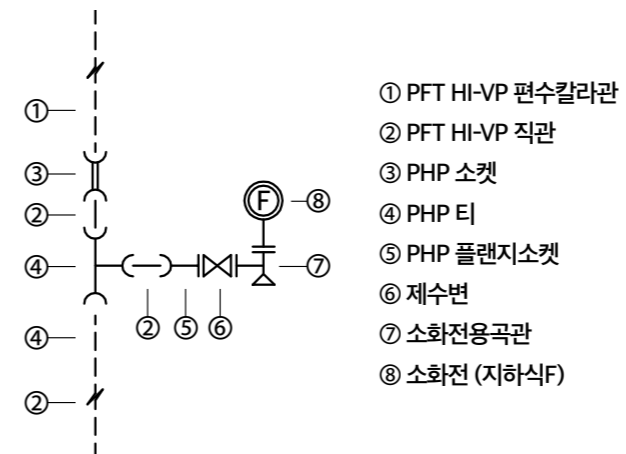 ①
③
②
④
④
②
F
⑧
⑦
② ⑤ ⑥
① PFT HI-VP 편수칼라관
② PFT HI-VP 직관
③ PHP 소켓
④ PHP 티
⑤ PHP 플랜지소켓
⑥ 제수변
⑦ 소화전용곡관
⑧ 소화전 (지하식F)